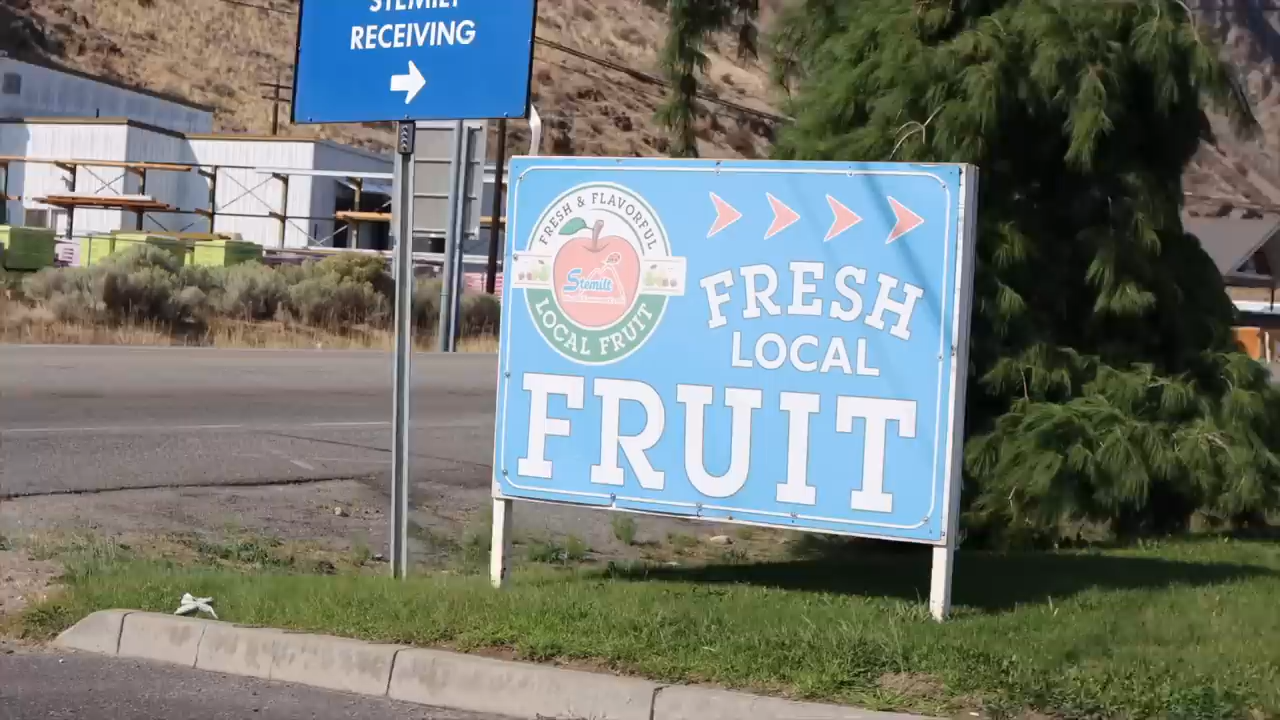 STEMILT
RECEIVING
FRESH & FLAVORFUL
Stemilt
LOCAL FRUIT
FRESH
LOCAL
FRUIT